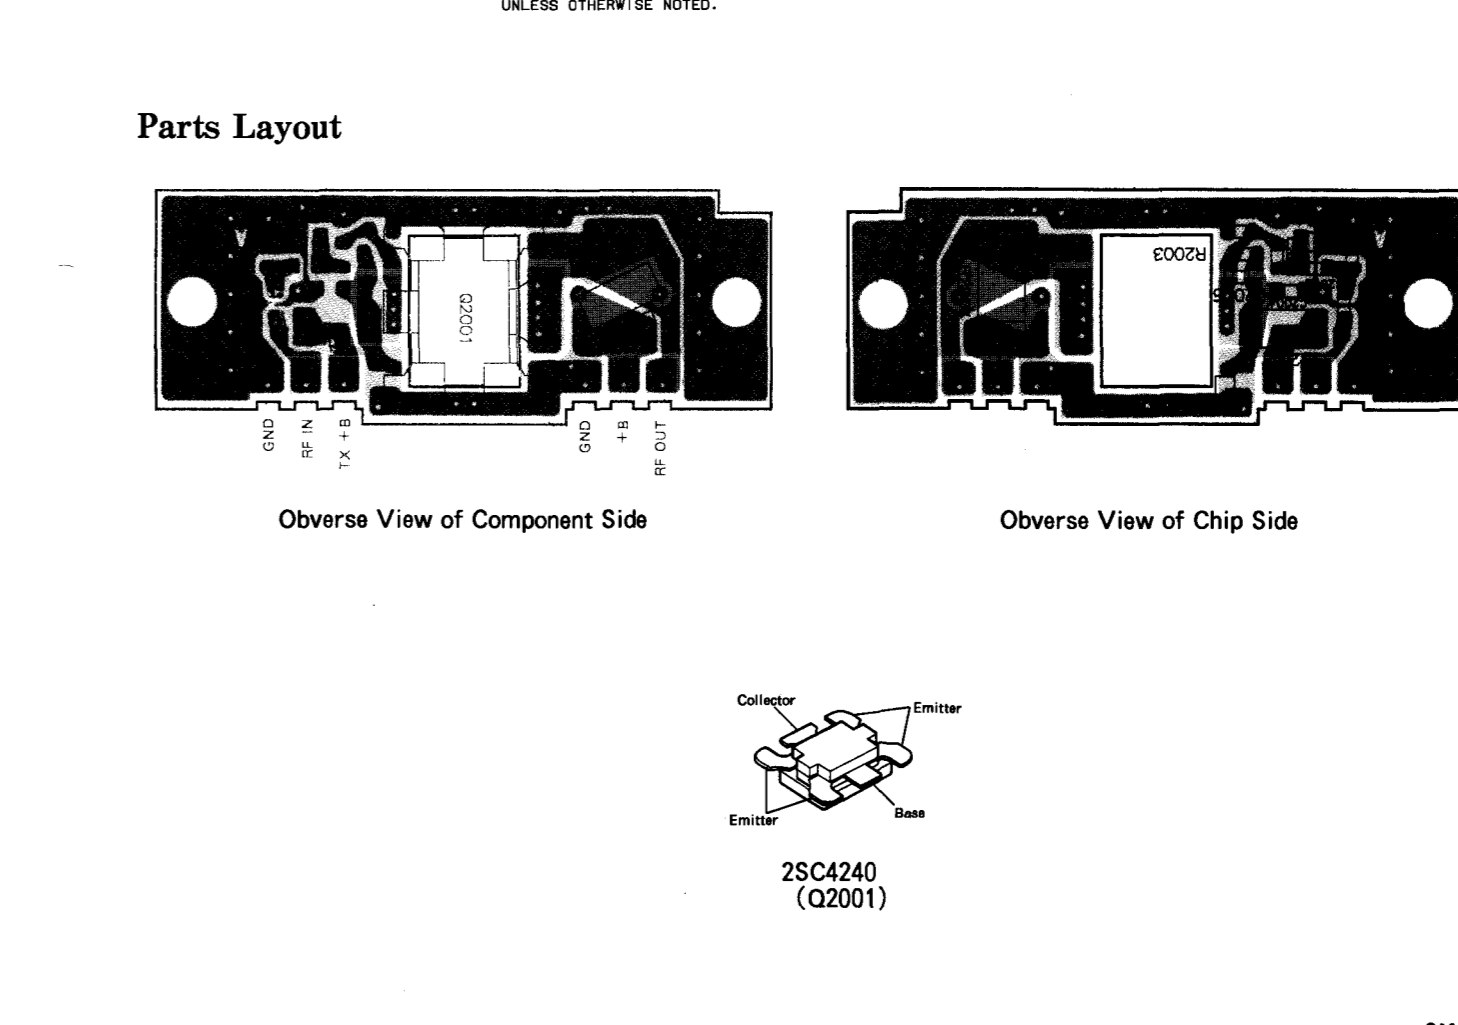 UNLESS OTHERWISE NOTED.
Parts Layout
Q2001
R2003
GND
RF IN
TX +B
GND
+B
RF OUT
Obverse View of Component Side
Obverse View of Chip Side
Collector
Emitter
Emitter
Base
2SC4240
(Q2001)